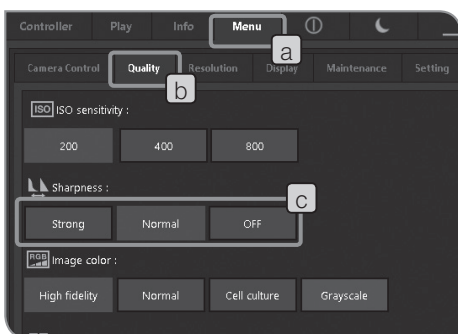 Controller Play Info Menu
a
Camera Control Quality Resolution Display Maintenance Setting
b
ISO ISO sensitivity :
200 400 800
Sharpness :
c
Strong Normal OFF
RGB Image color :
High fidelity Normal Cell culture Grayscale